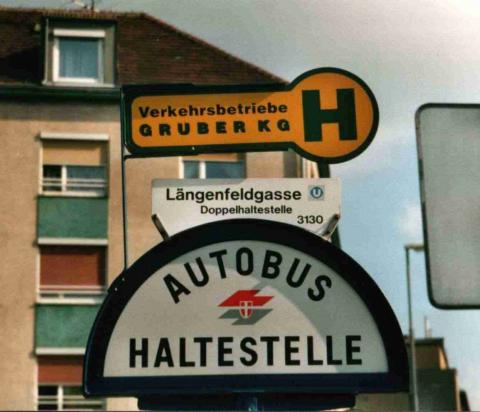 Verkehrsbetriebe
GRUBER KG
H
Längenfeldgasse U
Doppelhaltestelle
3130
AUTOBUS
HALTESTELLE